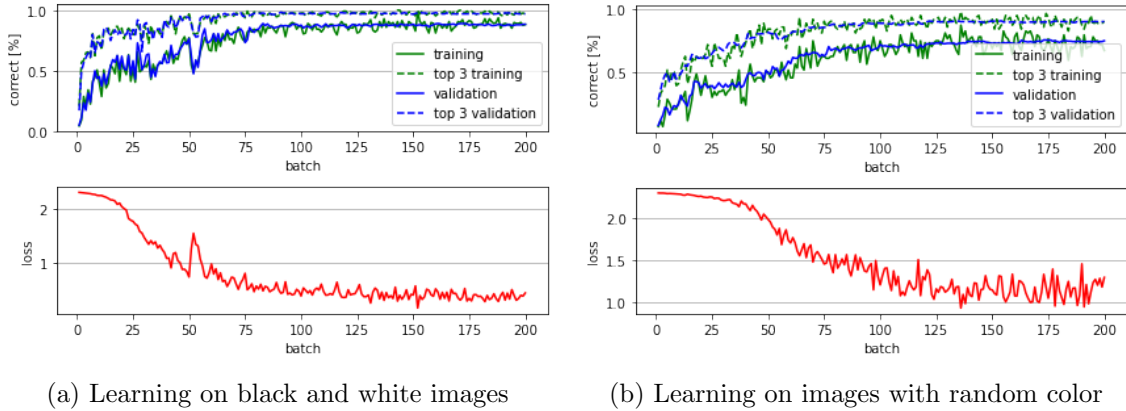 1.0
0.5
0.0
correct [%]
training
top 3 training
validation
top 3 validation
0 25 50 75 100 125 150 175 200
batch
2
1
loss
0 25 50 75 100 125 150 175 200
batch
(a) Learning on black and white images
1.0
0.5
correct [%]
training
top 3 training
validation
top 3 validation
0 25 50 75 100 125 150 175 200
batch
2.0
1.5
1.0
loss
0 25 50 75 100 125 150 175 200
batch
(b) Learning on images with random color